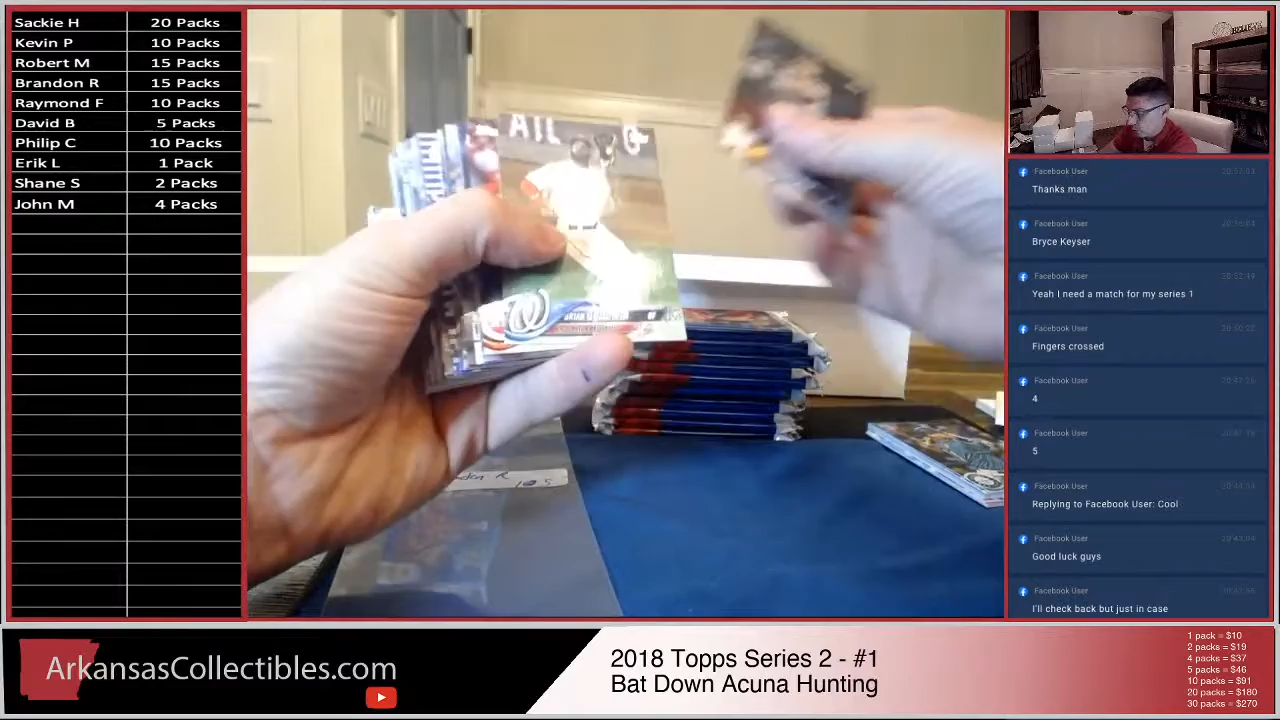 Sackie H 20 Packs
Kevin P 10 Packs
Robert M 15 Packs
Brandon R 15 Packs
Raymond F 10 Packs
David B 5 Packs
Philip C 10 Packs
Erik L 1 Pack
Shane S 2 Packs
John M 4 Packs
AIL
R
10 5
Facebook User
Thanks man
Facebook User
Bryce Keyser
Facebook User
Yeah I need a match for my series 1
Facebook User
Fingers crossed
Facebook User
4
Facebook User
5
Facebook User
Replying to Facebook User: Cool
Facebook User
Good luck guys
Facebook User
I'll check back but just in case
ArkansasCollectibles.com
2018 Topps Series 2 - #1
Bat Down Acuna Hunting
1 pack = $10
2 packs = $19
4 packs = $37
5 packs = $46
10 packs = $91
20 packs = $180
30 packs = $270